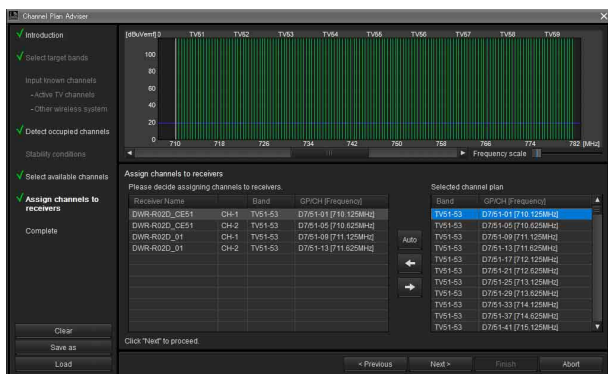 Channel Plan Adviser
Introduction
Select target bands
Input known channels
- Active TV channels
- Other wireless system
Detect occupied channels
Stability conditions
Select available channels
Assign channels to
receivers
Complete
Clear
Save as
Load
[dBuVemf] TV51 TV52 TV53 TV54 TV55 TV56 TV57 TV58 TV59
100
80
60
40
20
0
710 718 726 734 742 750 758 766 774 782 [MHz]
Frequency scale
Assign channels to receivers
Please decide assigning channels to receivers.
Receiver Name Band GP/CH [Frequency]
DWR-R02D_CE51 CH-1 TV51-53 D7/51-01 [710.125MHz]
DWR-R02D_CE51 CH-2 TV51-53 D7/51-05 [710.625MHz]
DWR-R02D_01 CH-1 TV51-53 D7/51-09 [711.125MHz]
DWR-R02D_01 CH-2 TV51-53 D7/51-13 [711.625MHz]
Auto
Selected channel plan
Band GP/CH [Frequency]
TV51-53 D7/51-01 [710.125MHz]
TV51-53 D7/51-05 [710.625MHz]
TV51-53 D7/51-09 [711.125MHz]
TV51-53 D7/51-13 [711.625MHz]
TV51-53 D7/51-17 [712.125MHz]
TV51-53 D7/51-21 [712.625MHz]
TV51-53 D7/51-25 [713.125MHz]
TV51-53 D7/51-29 [713.625MHz]
TV51-53 D7/51-33 [714.125MHz]
TV51-53 D7/51-37 [714.625MHz]
TV51-53 D7/51-41 [715.125MHz]
Click "Next" to proceed.
< Previous Next > Finish Abort